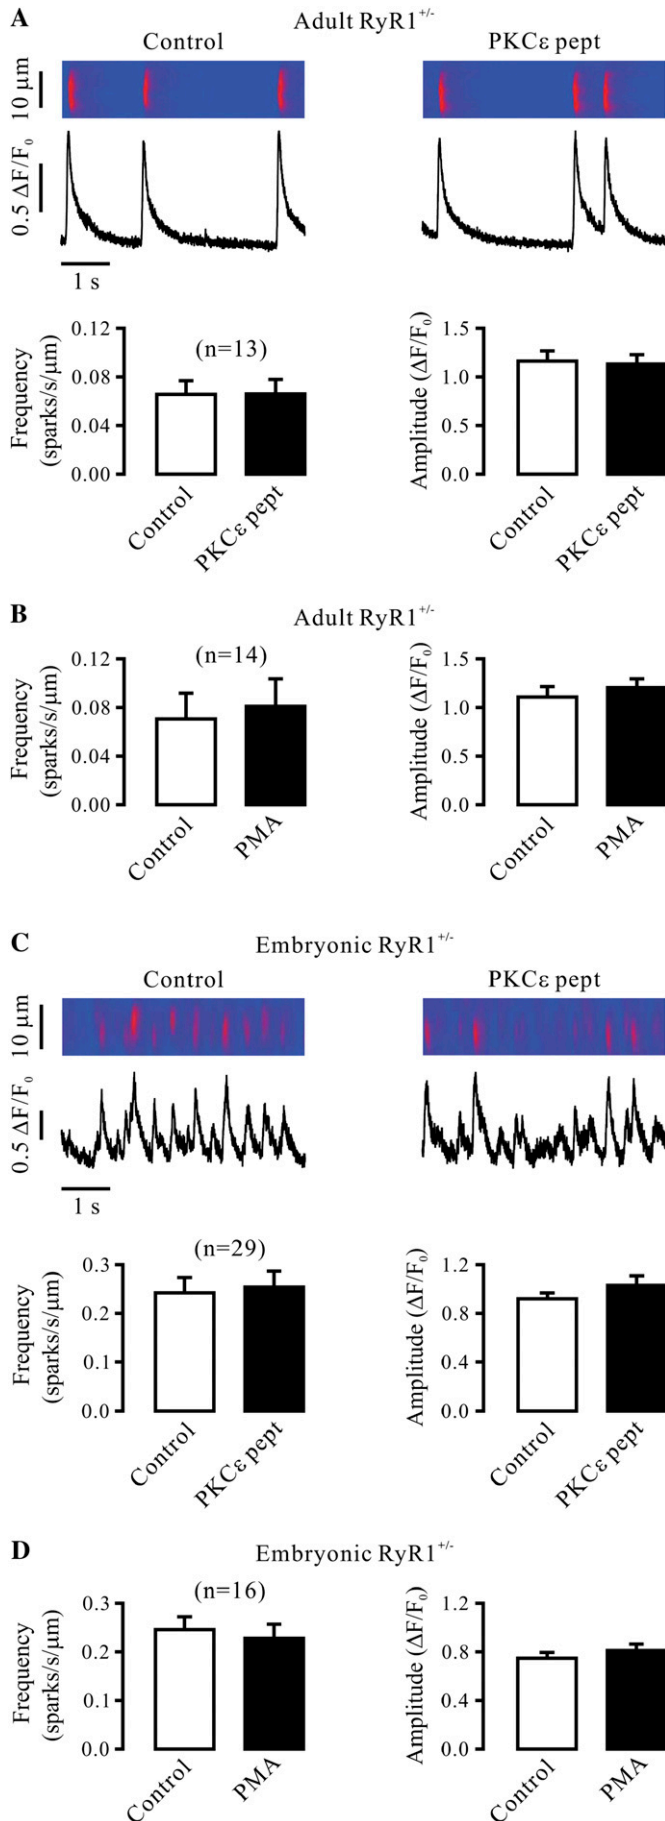 A
Adult RyR1+/-
Control
PKCε pept
10 μm
0.5 ΔF/F0
1 s
Frequency
(sparks/s/μm)
0.12
0.08
0.04
0.00
(n=13)
Control
PKCε pept
Amplitude (ΔF/F0)
1.5
1.0
0.5
0.0
Control
PKCε pept
B
Adult RyR1+/-
Frequency
(sparks/s/μm)
0.12
0.08
0.04
0.00
(n=14)
Control
PMA
Amplitude (ΔF/F0)
1.5
1.0
0.5
0.0
Control
PMA
C
Embryonic RyR1+/-
Control
PKCε pept
10 μm
0.5 ΔF/F0
1 s
Frequency
(sparks/s/μm)
0.3
0.2
0.1
0.0
(n=29)
Control
PKCε pept
Amplitude (ΔF/F0)
1.2
0.8
0.4
0.0
Control
PKCε pept
D
Embryonic RyR1+/-
Frequency
(sparks/s/μm)
0.3
0.2
0.1
0.0
(n=16)
Control
PMA
Amplitude (ΔF/F0)
1.2
0.8
0.4
0.0
Control
PMA